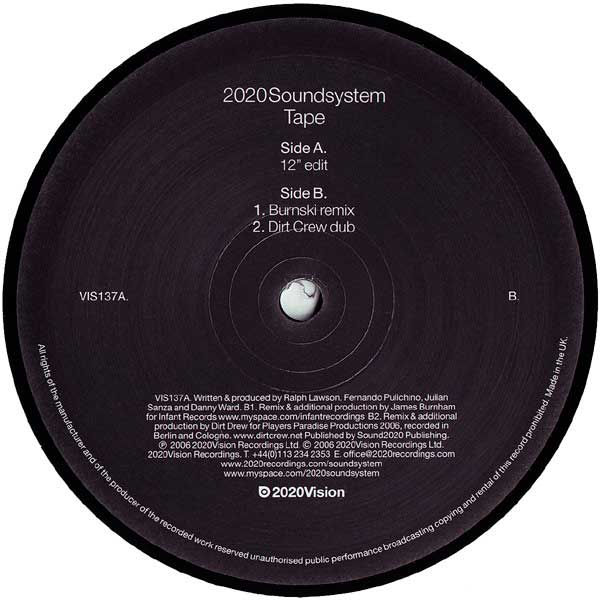 2020Soundsystem
Tape
Side A.
12" edit
Side B.
1. Burnski remix
2. Dirt Crew dub
VIS137A.
B.
VIS137A. Written & produced by Ralph Lawson, Fernando Pulichino, Julian
Sanza and Danny Ward. B1. Remix & additional production by James Burnham
for Infant Records www.myspace.com/infantrecordings B2. Remix & additional
production by Dirt Drew for Players Paradise Productions 2006, recorded in
Berlin and Cologne. www.dirtcrew.net Published by Sound2020 Publishing.
℗ 2006 2020Vision Recordings Ltd. © 2006 2020Vision Recordings Ltd.
2020Vision Recordings. T. +44(0)113 234 2353 E. office@2020recordings.com
www.2020recordings.com/soundsystem
www.myspace.com/2020soundsystem
2020Vision
All rights of the manufacturer and of the producer of the recorded work reserved unauthorised public performance broadcasting copying and rental of this record prohibited. Made in the UK.